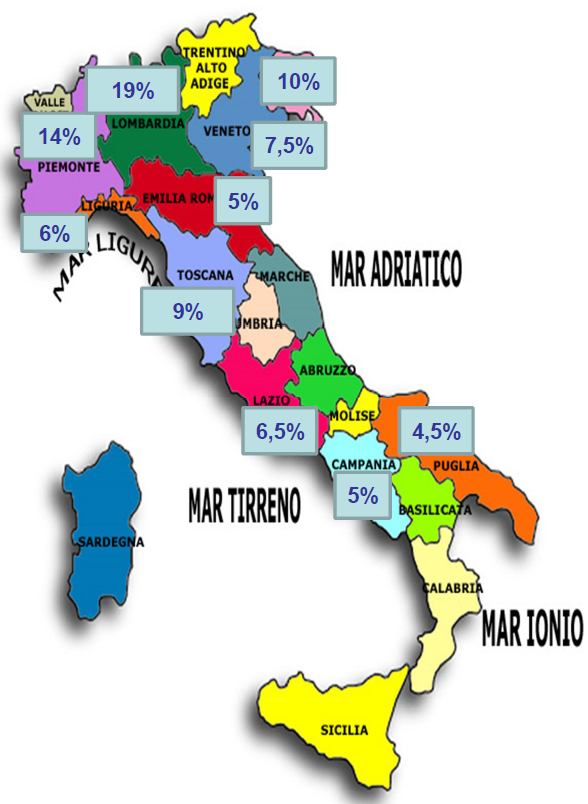 TRENTINO
ALTO
ADIGE
10%
19%
VALLE
LOMBARDIA
VENETO
14%
7,5%
PIEMONTE
EMILIA ROM
5%
LIGURIA
6%
MAR LIGURE
TOSCANA
MARCHE
MAR ADRIATICO
9%
UMBRIA
ABRUZZO
LAZIO
MOLISE
6,5%
4,5%
CAMPANIA
PUGLIA
5%
MAR TIRRENO
BASILICATA
SARDEGNA
CALABRIA
MAR IONIO
SICILIA